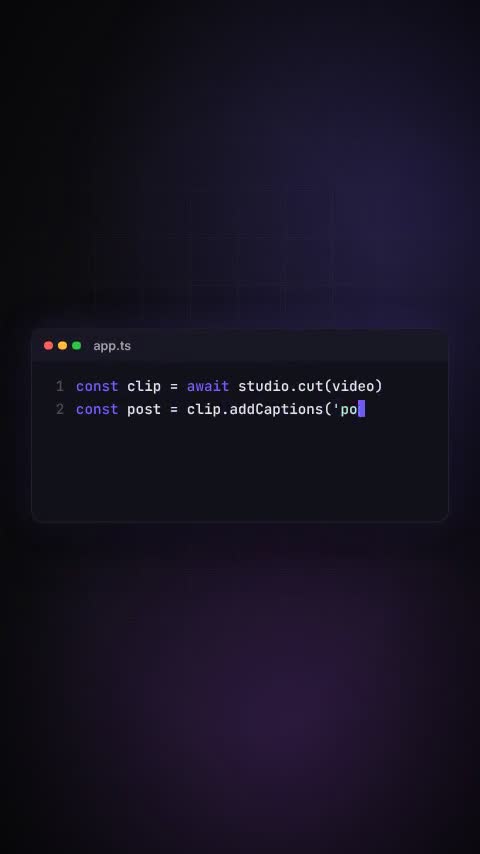 app.ts
1 const clip = await studio.cut(video)
2 const post = clip.addCaptions('po